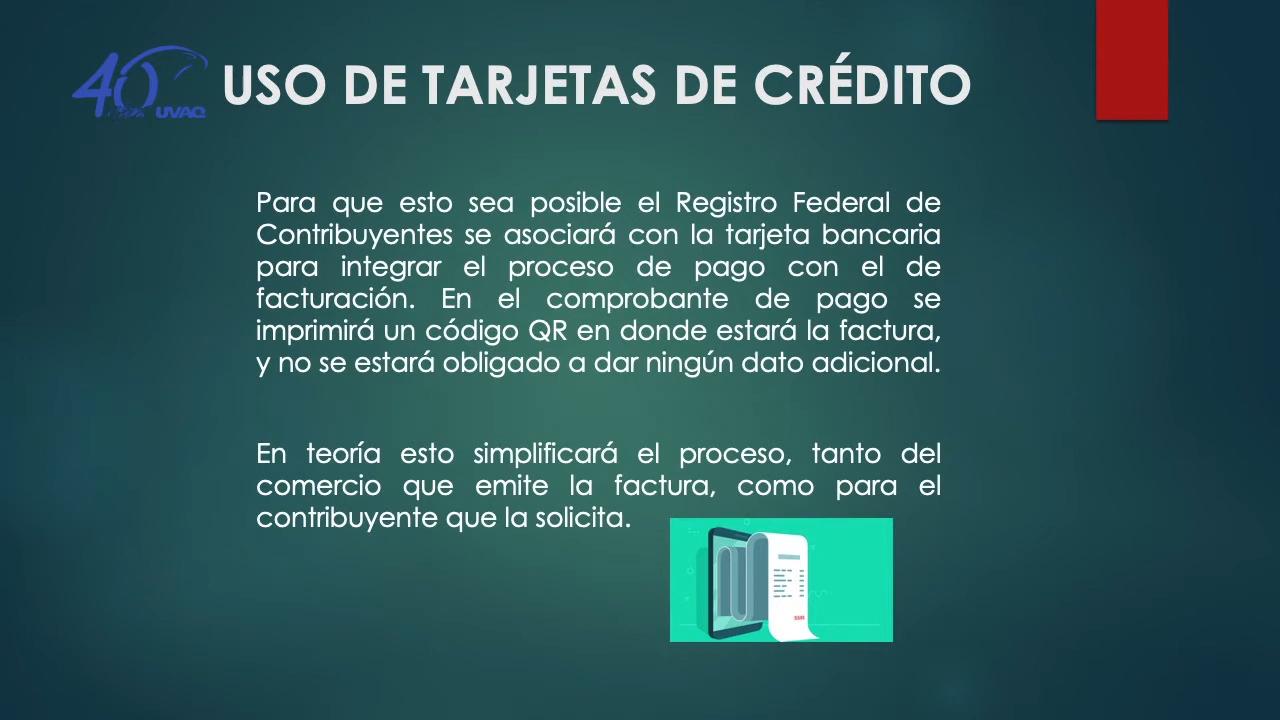 40
UVAQ
USO DE TARJETAS DE CRÉDITO
Para que esto sea posible el Registro Federal de
Contribuyentes se asociará con la tarjeta bancaria
para integrar el proceso de pago con el de
facturación. En el comprobante de pago se
imprimirá un código QR en donde estará la factura,
y no se estará obligado a dar ningún dato adicional.
En teoría esto simplificará el proceso, tanto del
comercio que emite la factura, como para el
contribuyente que la solicita.